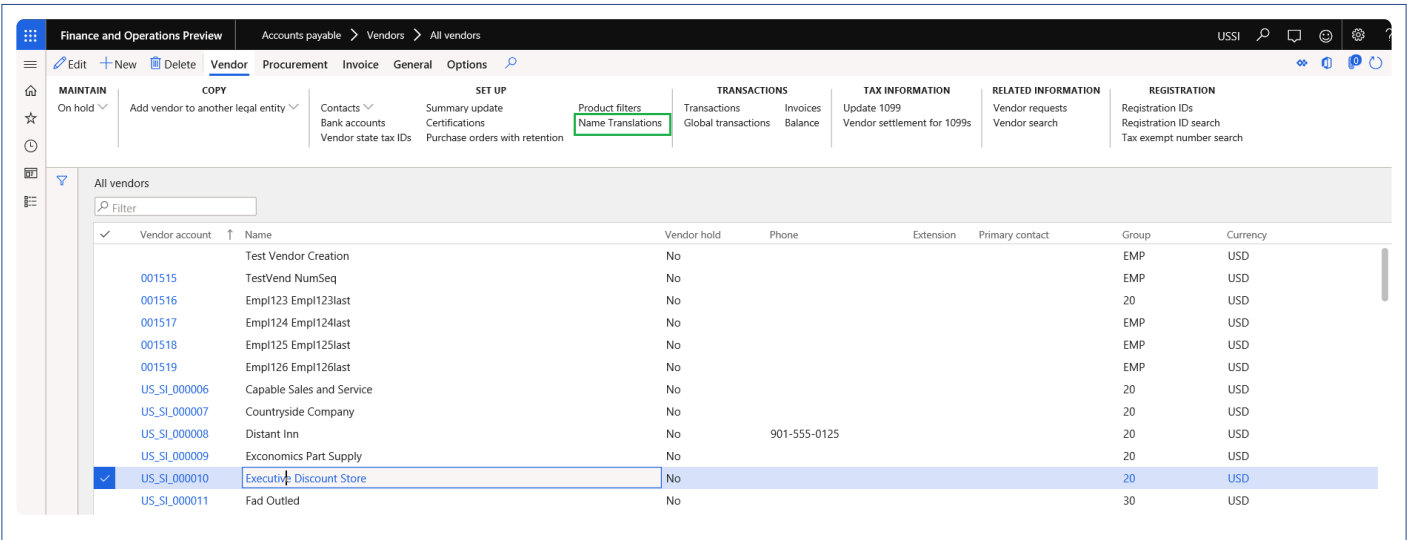 Finance and Operations Preview Accounts payable > Vendors > All vendors USSI ?
Edit +New Delete Vendor Procurement Invoice General Options 0
MAINTAIN COPY SET UP TRANSACTIONS TAX INFORMATION RELATED INFORMATION REGISTRATION
On hold Add vendor to another legal entity Contacts Summary update Product filters Transactions Invoices Update 1099 Vendor requests Registration IDs
Bank accounts Certifications Name Translations Global transactions Balance Vendor settlement for 1099s Vendor search Registration ID search
Vendor state tax IDs Purchase orders with retention Tax exempt number search
All vendors
Filter
Vendor account ↑ Name Vendor hold Phone Extension Primary contact Group Currency
Test Vendor Creation No EMP USD
001515 TestVend NumSeq No EMP USD
001516 Empl123 Empl123last No 20 USD
001517 Empl124 Empl124last No EMP USD
001518 Empl125 Empl125last No EMP USD
001519 Empl126 Empl126last No EMP USD
US_SI_000006 Capable Sales and Service No 20 USD
US_SI_000007 Countryside Company No 20 USD
US_SI_000008 Distant Inn No 901-555-0125 20 USD
US_SI_000009 Exconomics Part Supply No 20 USD
US_SI_000010 Executive Discount Store No 20 USD
US_SI_000011 Fad Outled No 30 USD